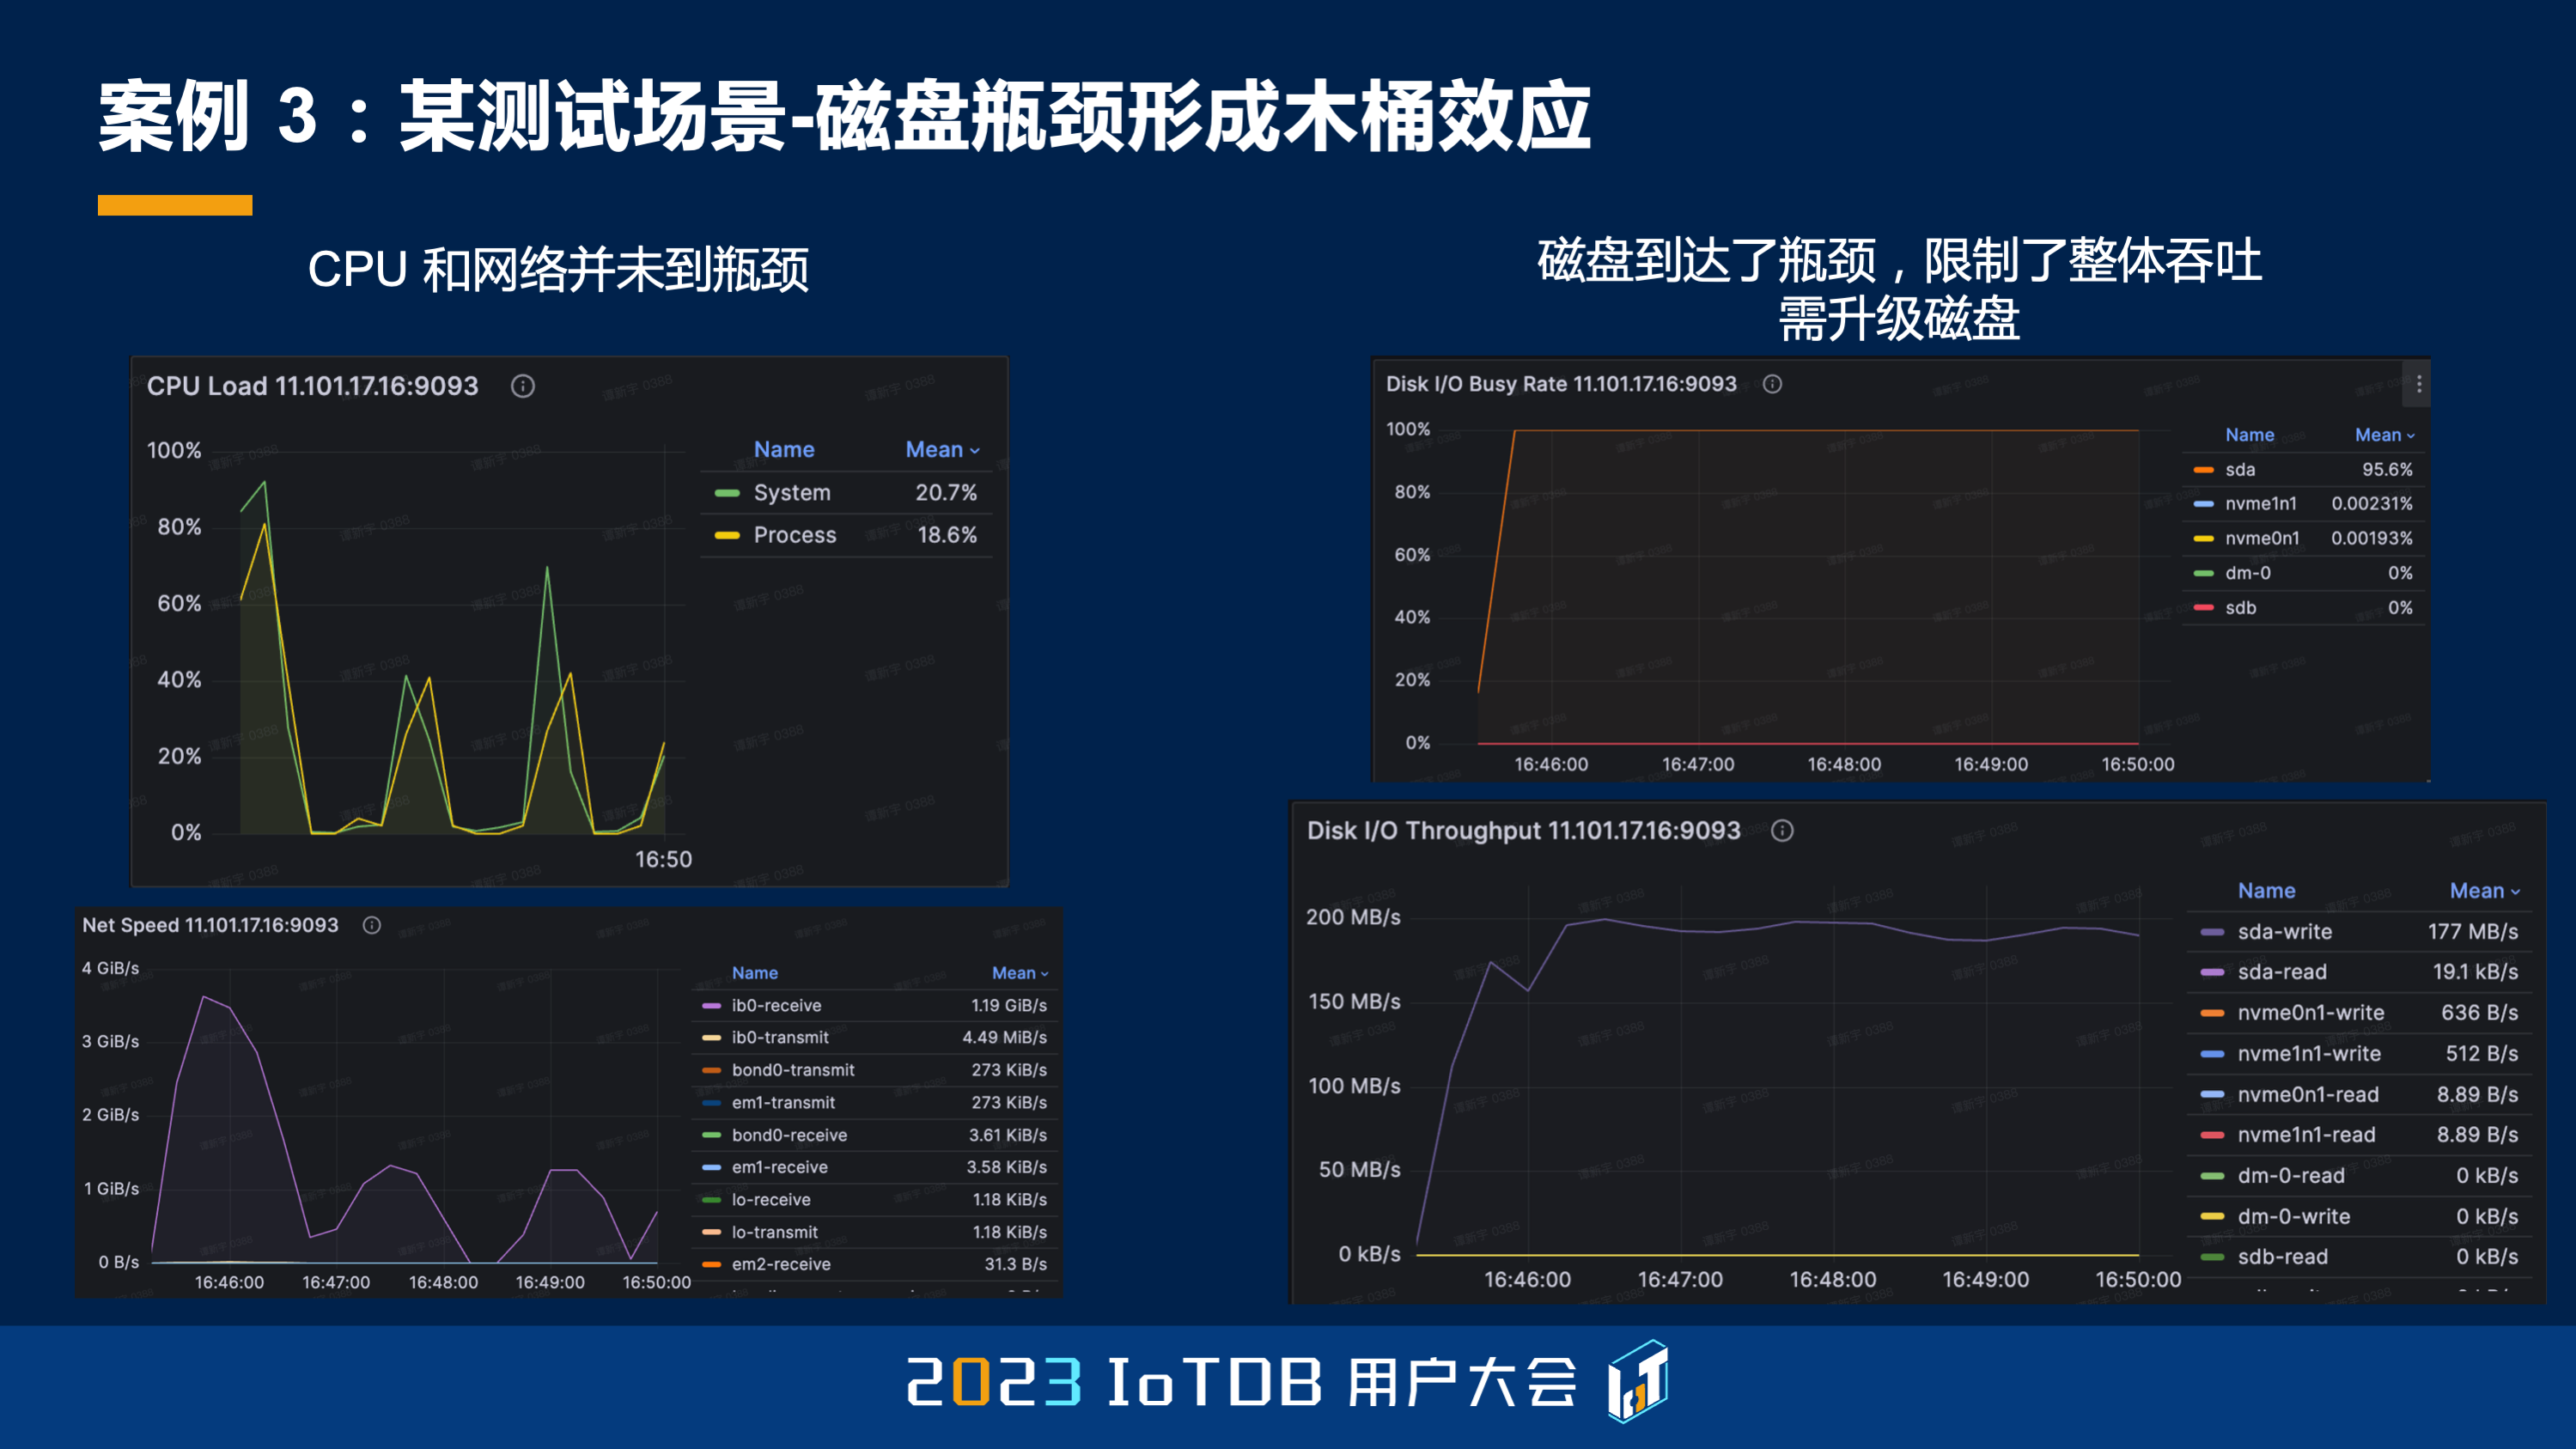 案例 3：某测试场景-磁盘瓶颈形成木桶效应
CPU 和网络并未到瓶颈
磁盘到达了瓶颈，限制了整体吞吐
需升级磁盘
CPU Load 11.101.17.16:9093
100%
80%
60%
40%
20%
0%
16:50
Name Mean
System 20.7%
Process 18.6%
Net Speed 11.101.17.16:9093
4 GiB/s
3 GiB/s
2 GiB/s
1 GiB/s
0 B/s
16:46:00 16:47:00 16:48:00 16:49:00 16:50:00
Name Mean
ib0-receive 1.19 GiB/s
ib0-transmit 4.49 MiB/s
bond0-transmit 273 KiB/s
em1-transmit 273 KiB/s
bond0-receive 3.61 KiB/s
em1-receive 3.58 KiB/s
lo-receive 1.18 KiB/s
lo-transmit 1.18 KiB/s
em2-receive 31.3 B/s
Disk I/O Busy Rate 11.101.17.16:9093
100%
80%
60%
40%
20%
0%
16:46:00 16:47:00 16:48:00 16:49:00 16:50:00
Name Mean
sda 95.6%
nvme1n1 0.00231%
nvme0n1 0.00193%
dm-0 0%
sdb 0%
Disk I/O Throughput 11.101.17.16:9093
200 MB/s
150 MB/s
100 MB/s
50 MB/s
0 kB/s
16:46:00 16:47:00 16:48:00 16:49:00 16:50:00
Name Mean
sda-write 177 MB/s
sda-read 19.1 kB/s
nvme0n1-write 636 B/s
nvme1n1-write 512 B/s
nvme0n1-read 8.89 B/s
nvme1n1-read 8.89 B/s
dm-0-read 0 kB/s
dm-0-write 0 kB/s
sdb-read 0 kB/s
谭新宇 0388
2023 IoTDB 用户大会